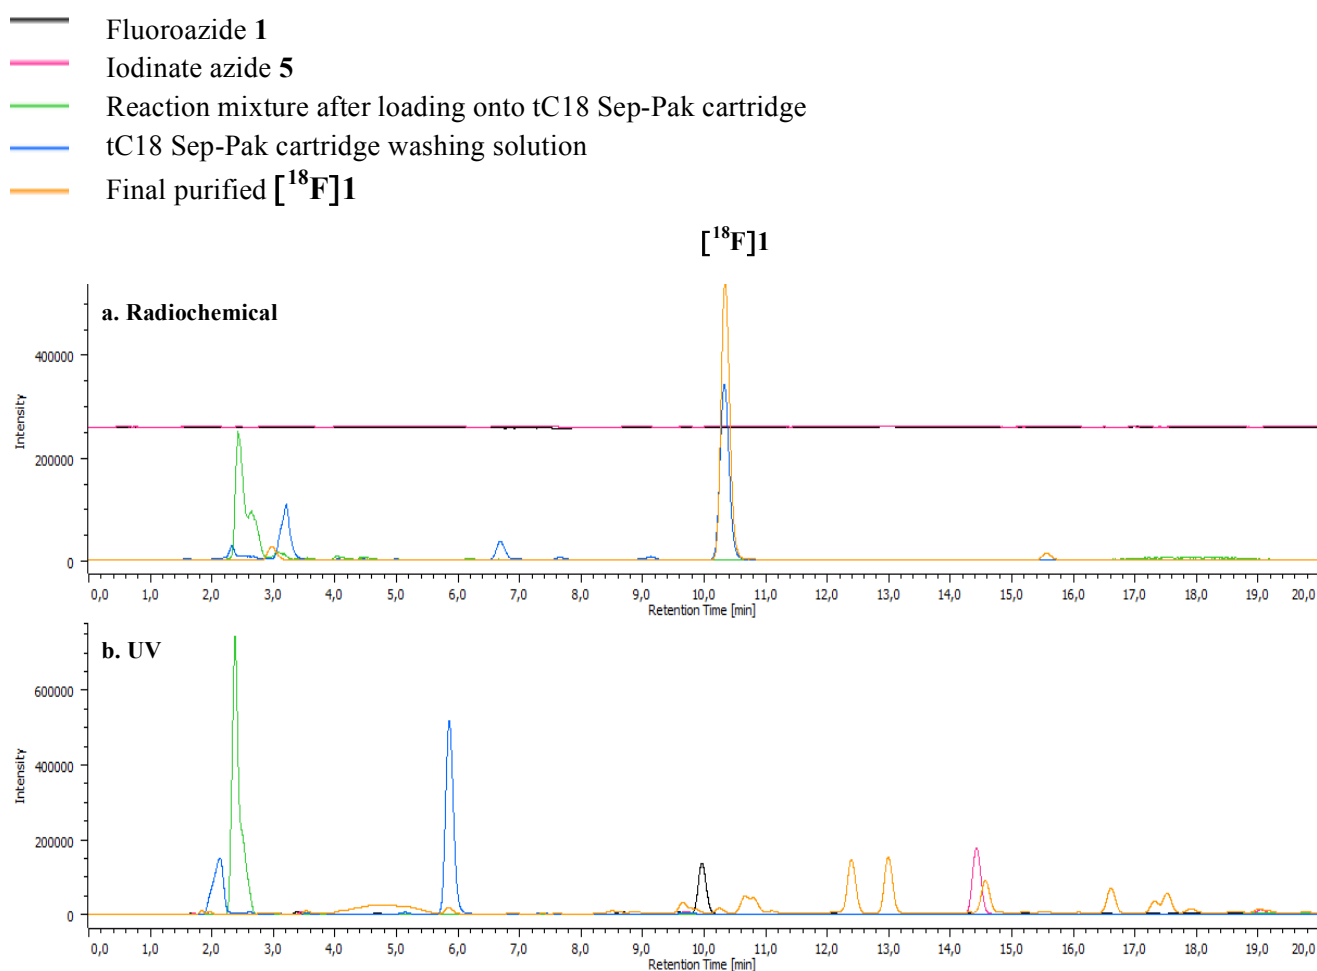 Fluoroazide 1
Iodinate azide 5
Reaction mixture after loading onto tC18 Sep-Pak cartridge
tC18 Sep-Pak cartridge washing solution
Final purified [18F]1
[18F]1
a. Radiochemical
400000
200000
0
Intensity
0,0 1,0 2,0 3,0 4,0 5,0 6,0 7,0 8,0 9,0 10,0 11,0 12,0 13,0 14,0 15,0 16,0 17,0 18,0 19,0 20,0
Retention Time [min]
b. UV
600000
400000
200000
0
Intensity
0,0 1,0 2,0 3,0 4,0 5,0 6,0 7,0 8,0 9,0 10,0 11,0 12,0 13,0 14,0 15,0 16,0 17,0 18,0 19,0 20,0
Retention Time [min]